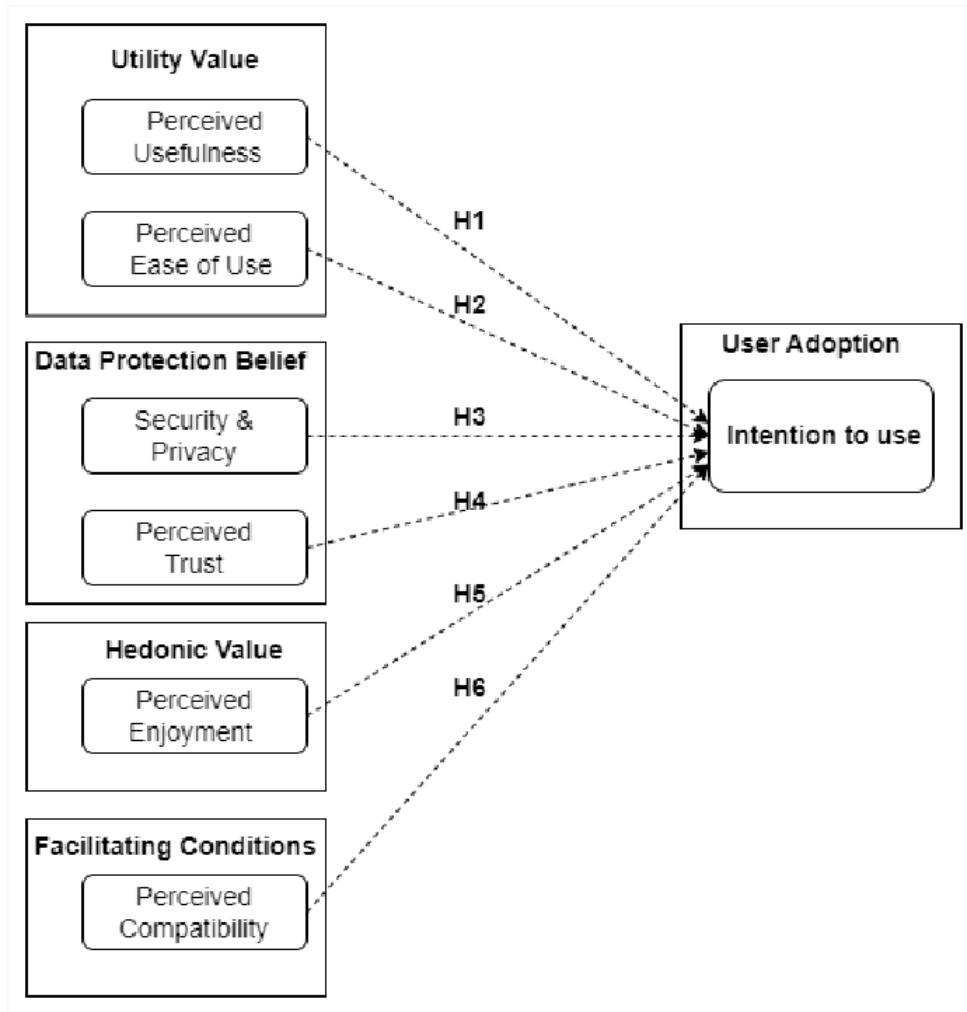 Utility Value
Perceived
Usefulness
Perceived
Ease of Use
Data Protection Belief
Security &
Privacy
Perceived
Trust
Hedonic Value
Perceived
Enjoyment
Facilitating Conditions
Perceived
Compatibility
H1
H2
H3
H4
H5
H6
User Adoption
Intention to use